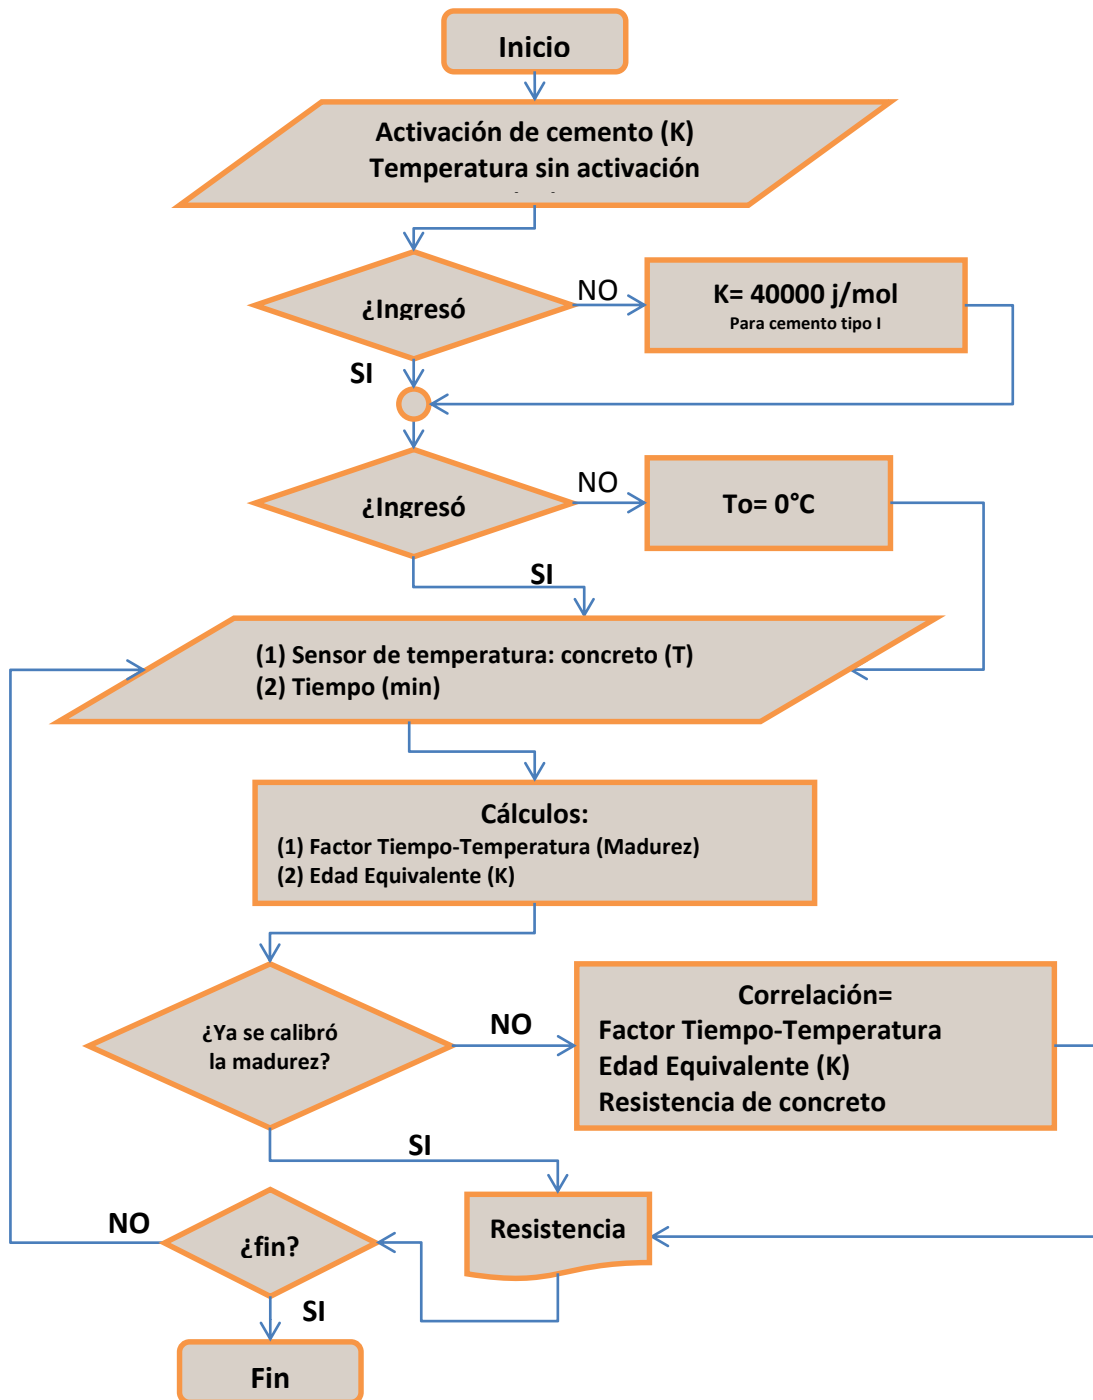 Inicio
Activación de cemento (K)
Temperatura sin activación
¿Ingresó
NO
K= 40000 j/mol
Para cemento tipo I
SI
¿Ingresó
NO
To= 0°C
SI
(1) Sensor de temperatura: concreto (T)
(2) Tiempo (min)
Cálculos:
(1) Factor Tiempo-Temperatura (Madurez)
(2) Edad Equivalente (K)
¿Ya se calibró
la madurez?
NO
Correlación=
Factor Tiempo-Temperatura
Edad Equivalente (K)
Resistencia de concreto
SI
Resistencia
NO
¿fin?
SI
Fin